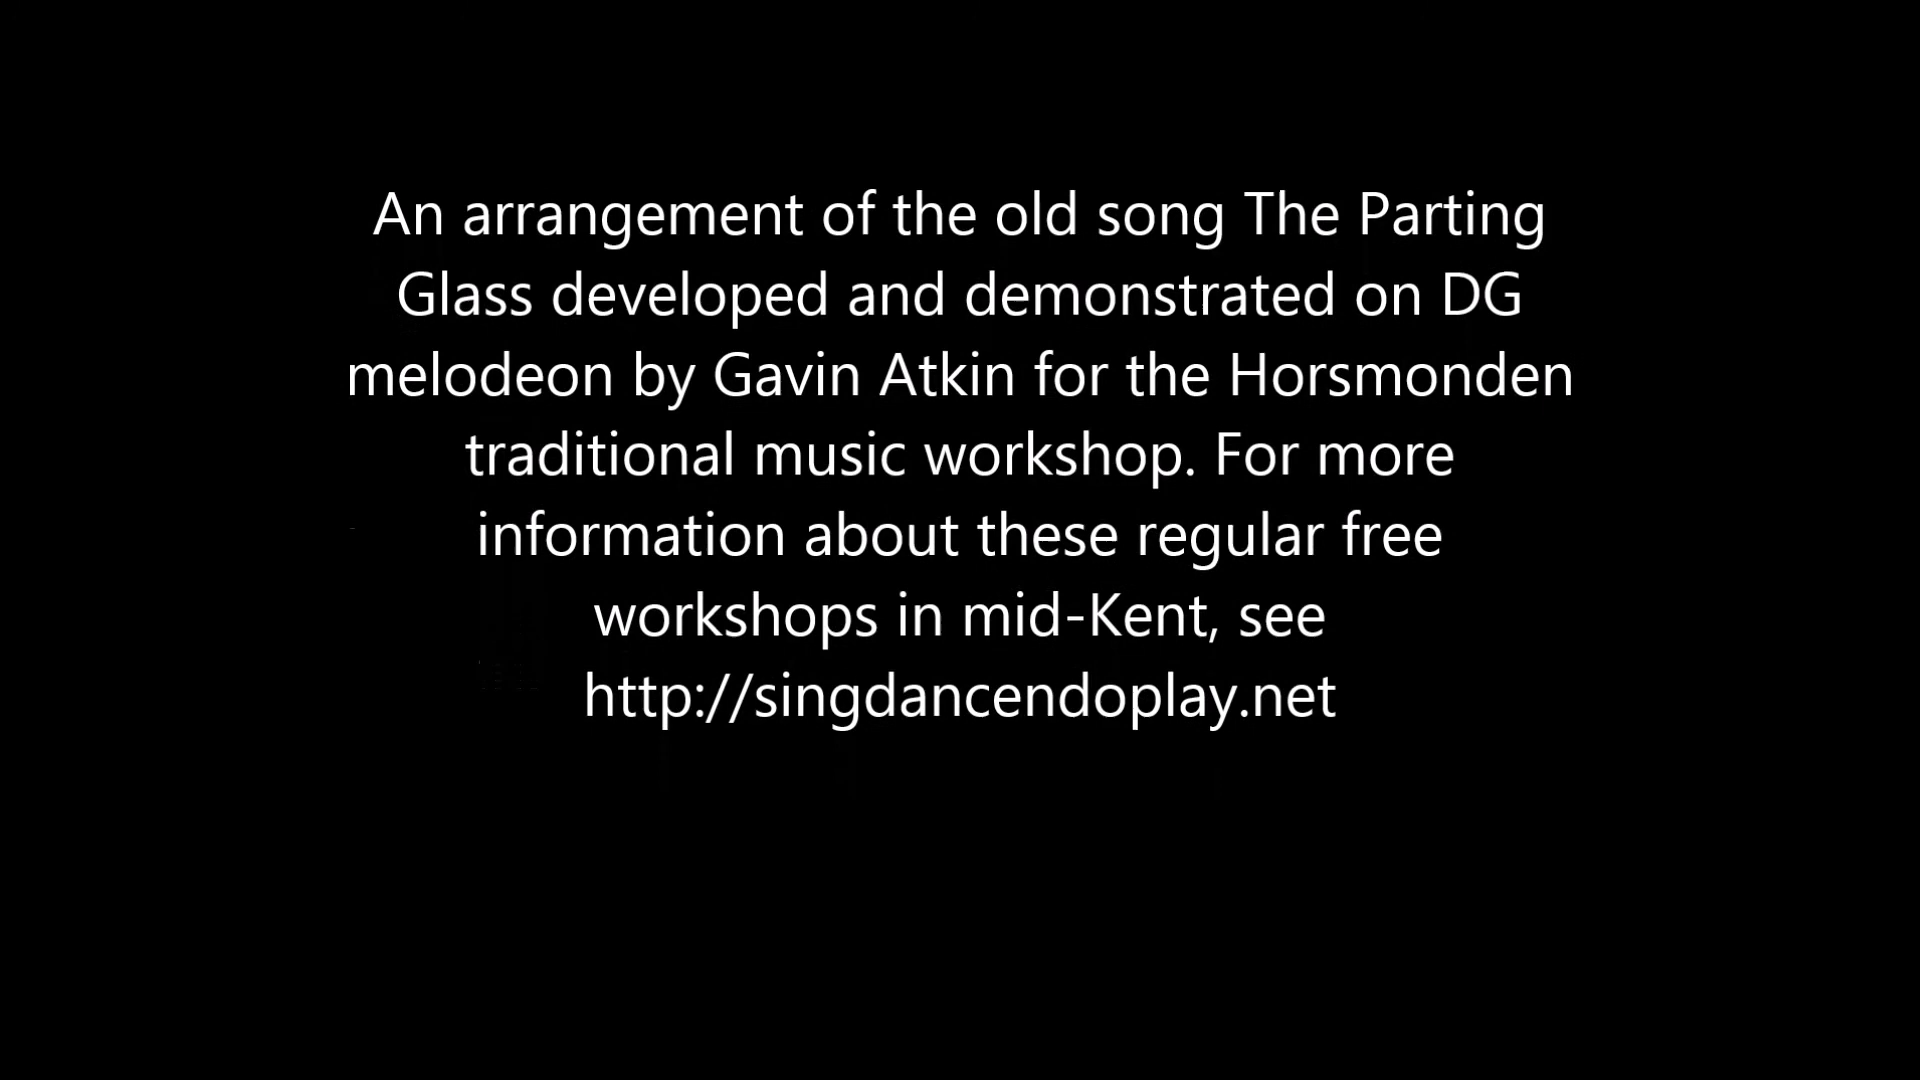 An arrangement of the old song The Parting
Glass developed and demonstrated on DG
melodeon by Gavin Atkin for the Horsmonden
traditional music workshop. For more
information about these regular free
workshops in mid-Kent, see
http://singdancendoplay.net